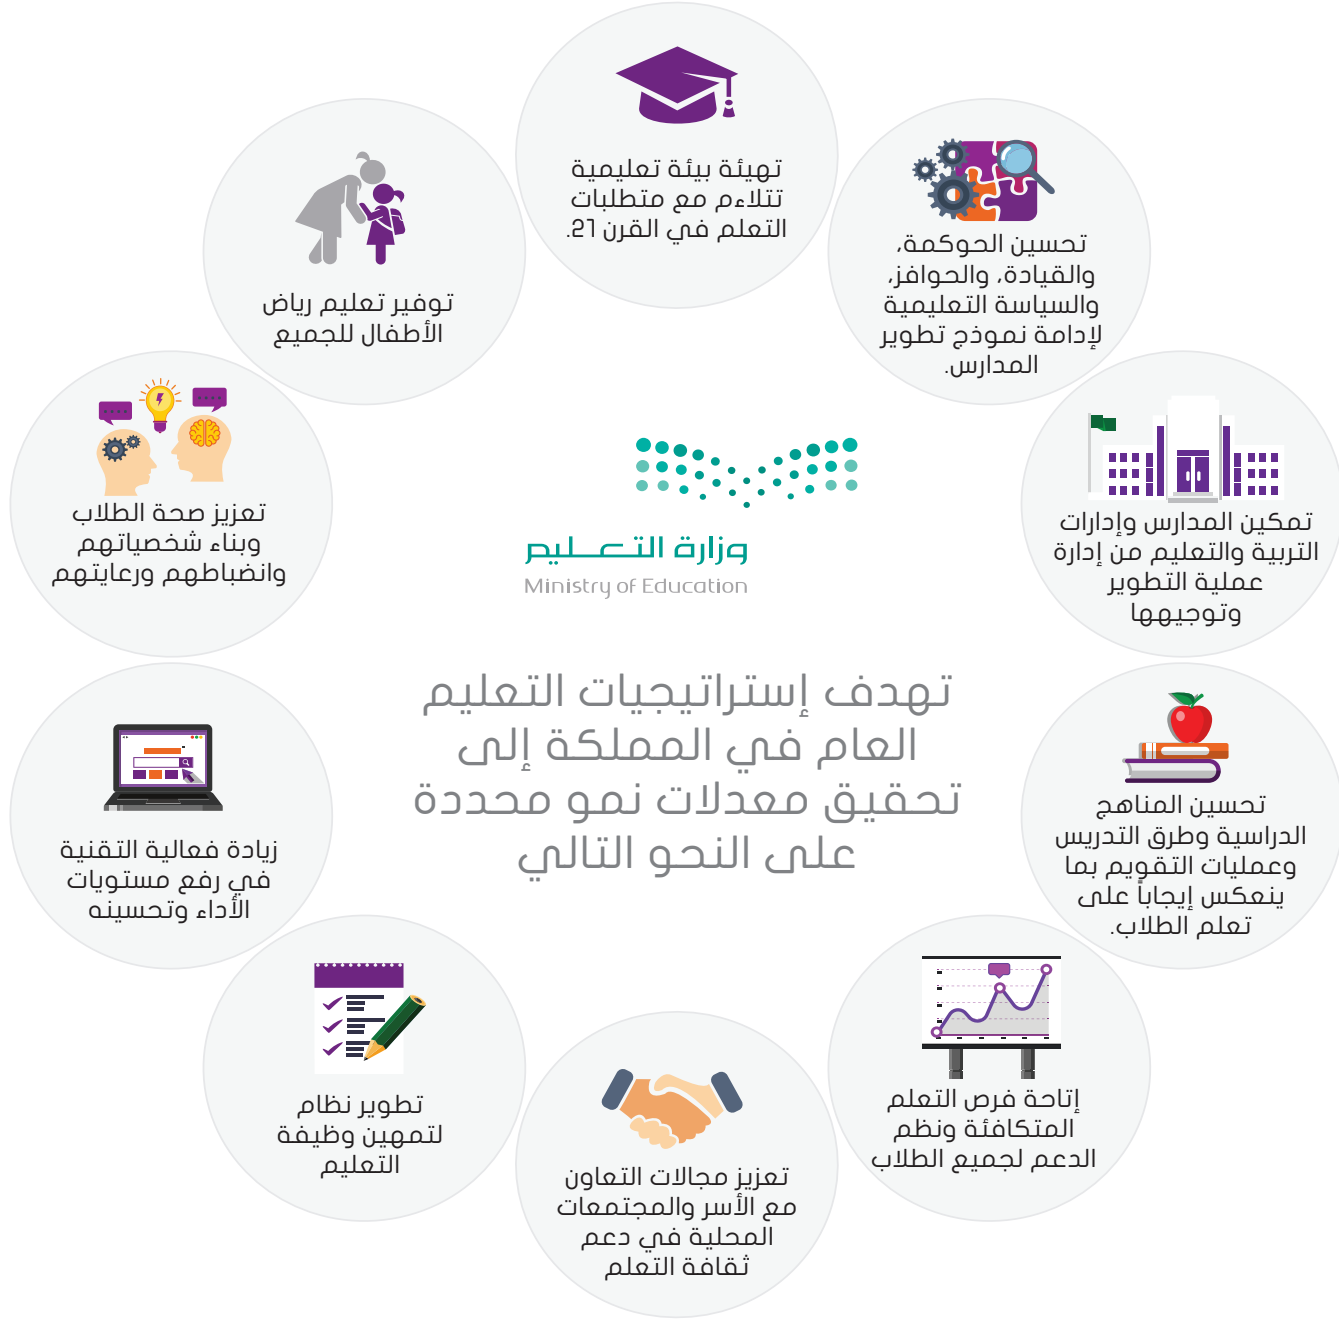 تهيئة بيئة تعليمية
تتلاءم مع متطلبات
التعلم في القرن 21.
تحسين الحوكمة،
والقيادة، والحوافز،
والسياسة التعليمية
لإدامة نموذج تطوير
المدارس.
تمكين المدارس وإدارات
التربية والتعليم من إدارة
عملية التطوير
وتوجيهها
تحسين المناهج
الدراسية وطرق التدريس
وعمليات التقويم بما
ينعكس إيجاباً على
تعلم الطلاب.
إتاحة فرص التعلم
المتكافئة ونظم
الدعم لجميع الطلاب
تعزيز مجالات التعاون
مع الأسر والمجتمعات
المحلية في دعم
ثقافة التعلم
تطوير نظام
لتمهين وظيفة
التعليم
زيادة فعالية التقنية
في رفع مستويات
الأداء وتحسينه
تعزيز صحة الطلاب
وبناء شخصياتهم
وانضباطهم ورعايتهم
توفير تعليم رياض
الأطفال للجميع
وزارة التعليم
Ministry of Education
تهدف إستراتيجيات التعليم
العام في المملكة إلى
تحقيق معدلات نمو محددة
على النحو التالي